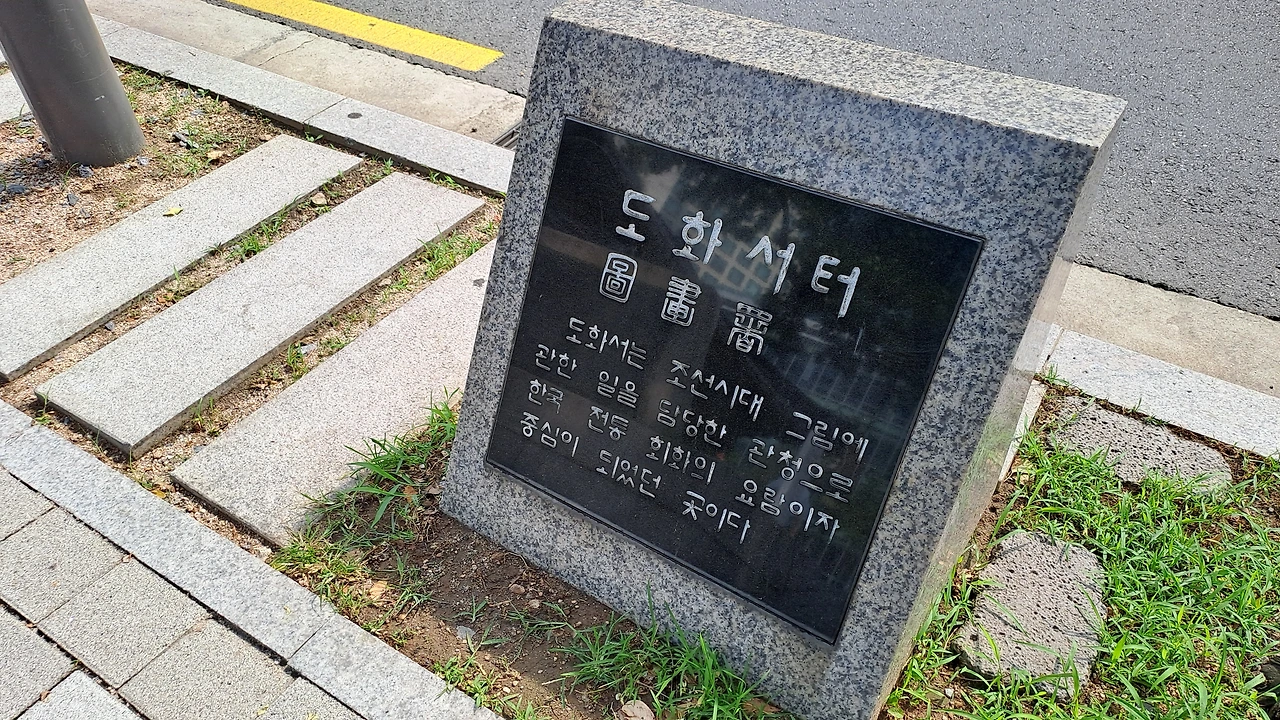 도화서터
圖畫署
도화서는 조선시대 그림에
관한 일을 담당한 관청으로
한국 전통 회화의 요람이자
중심이 되었던 곳이다